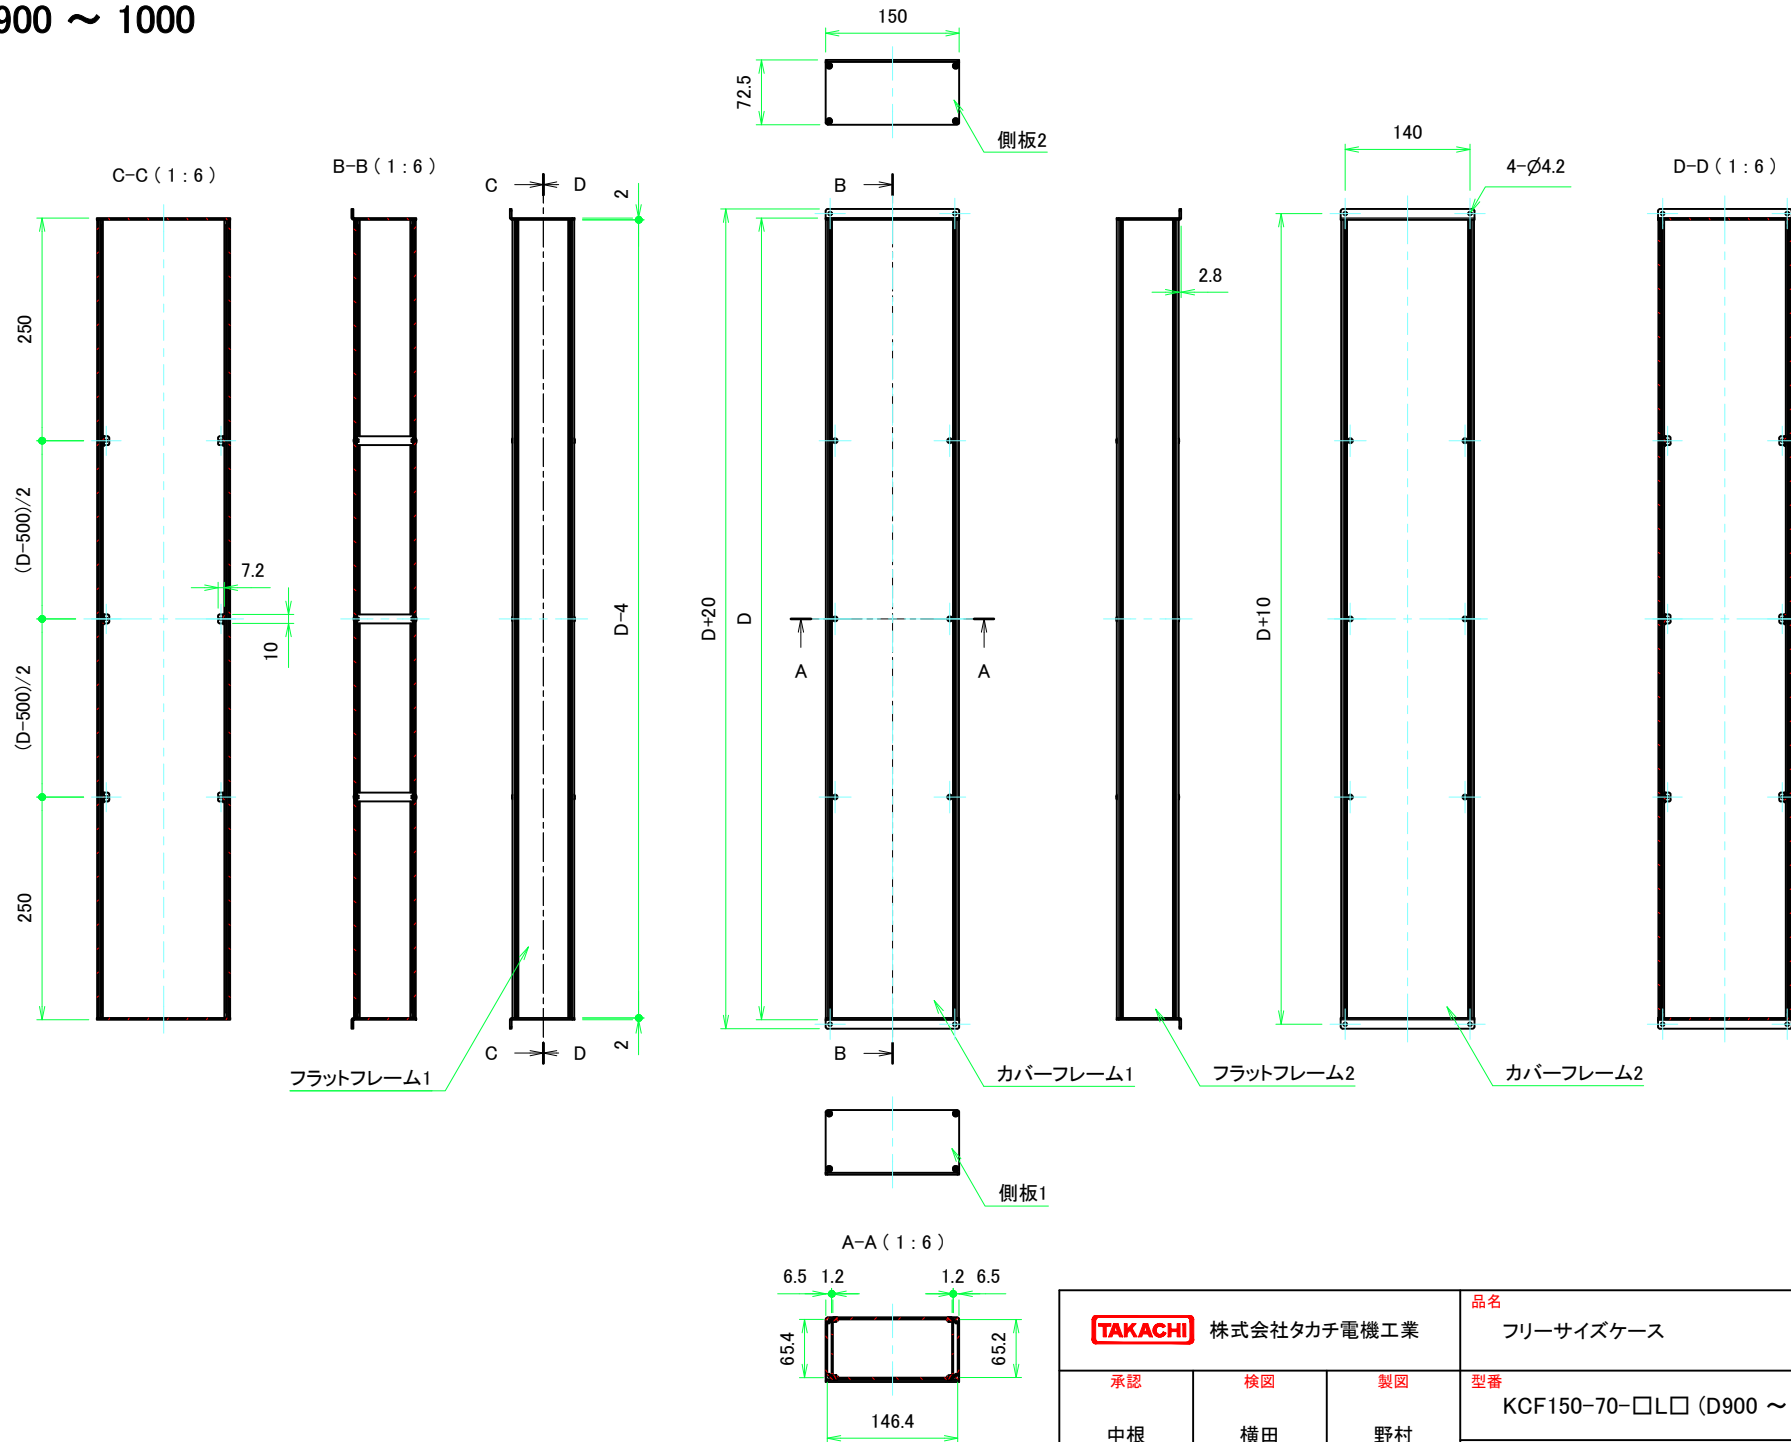 900 ～ 1000
150
72.5
側板2
C-C ( 1 : 6 )
B-B ( 1 : 6 )
C D
2
B
140
4-Ø4.2
D-D ( 1 : 6 )
2.8
250
(D-500)/2
7.2
10
(D-500)/2
250
D-4
D+20
D
A A
D+10
C D
2
B
フラットフレーム1
カバーフレーム1
フラットフレーム2
カバーフレーム2
側板1
A-A ( 1 : 6 )
6.5 1.2 1.2 6.5
65.4
65.2
146.4
TAKACHI 株式会社タカチ電機工業
品名
フリーサイズケース
承認 検図 製図
中根 横田 野村
型番
KCF150-70-□L□ (D900 ～